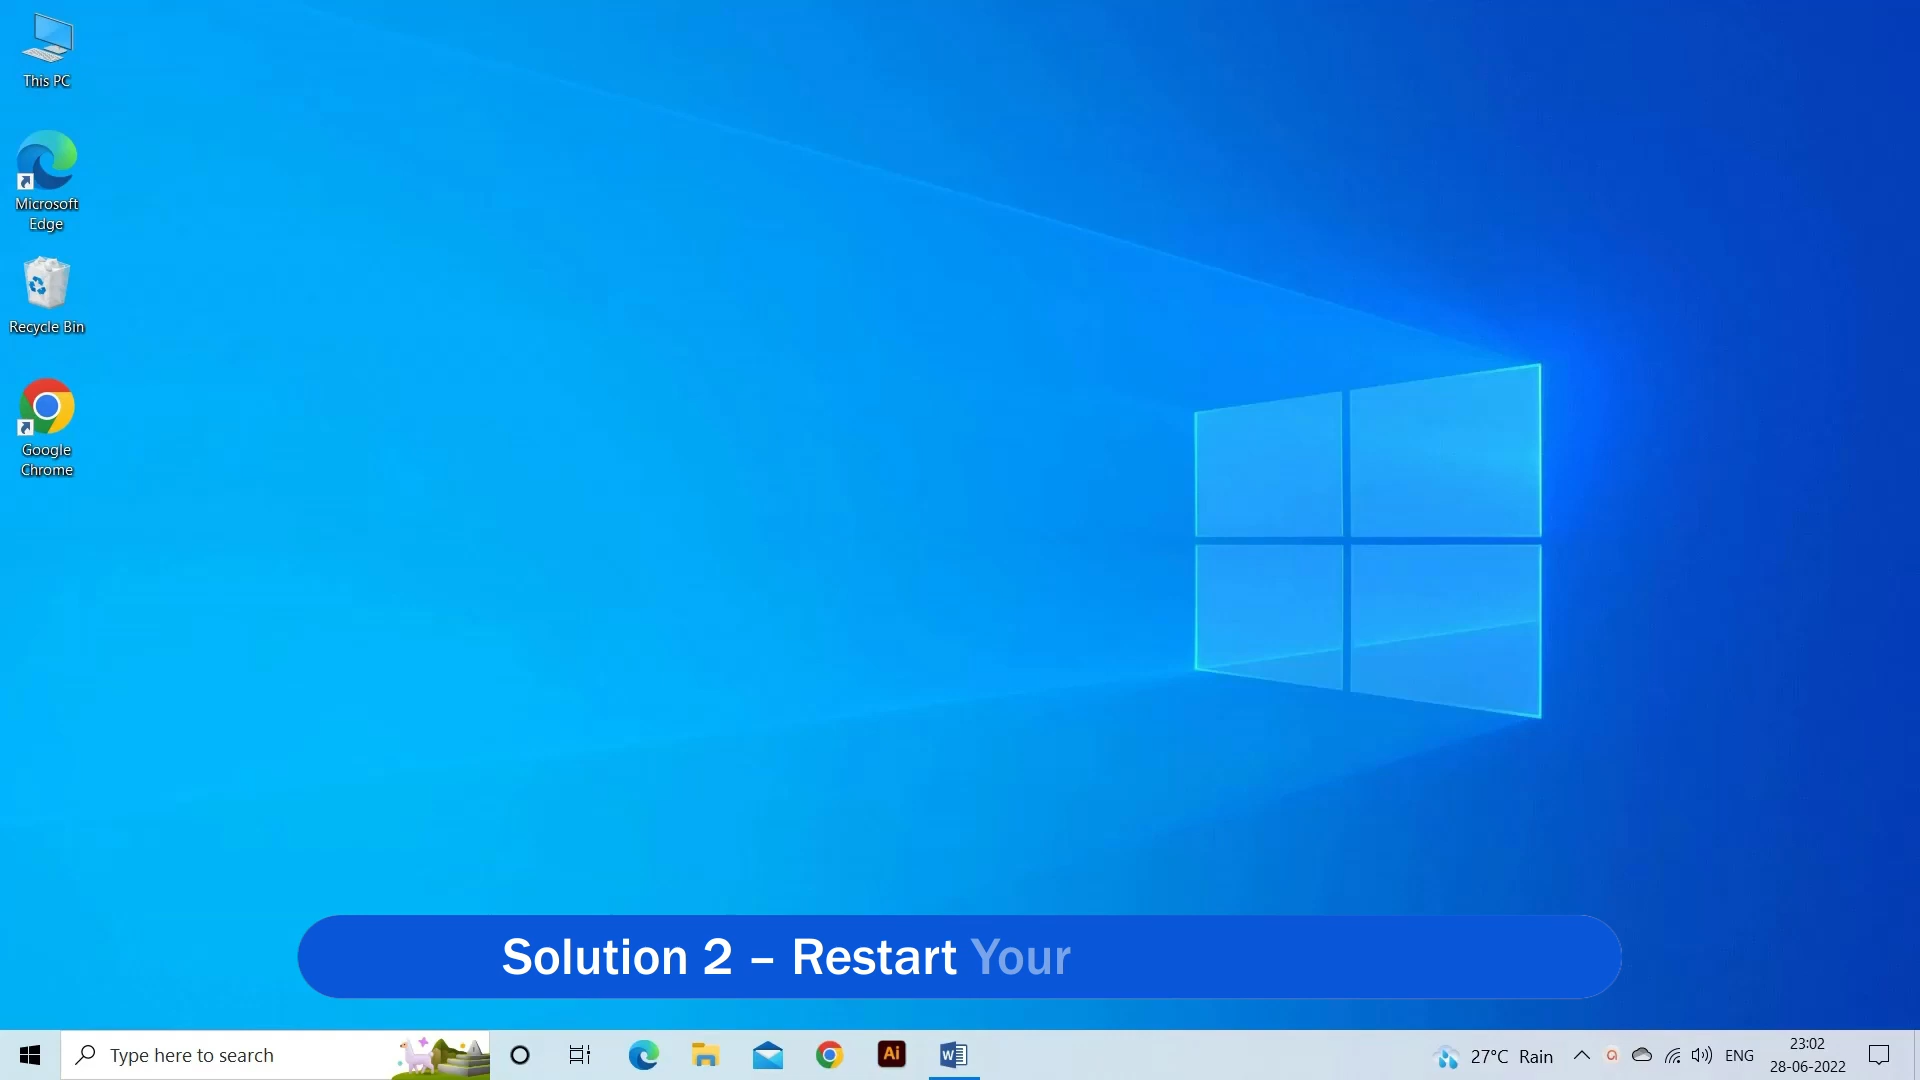 This PC
Microsoft
Edge
Recycle Bin
Google
Chrome
Solution 2 – Restart Your
Type here to search
Ai
W
27°C Rain
ENG
23:02
28-06-2022